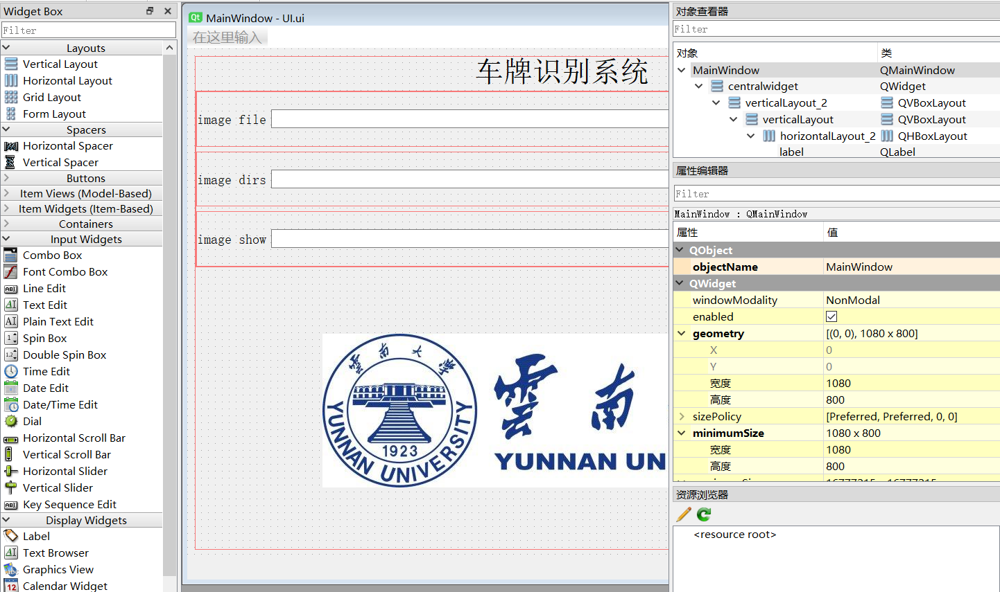 Widget Box
Filter
Layouts
Vertical Layout
Horizontal Layout
Grid Layout
Form Layout
Spacers
Horizontal Spacer
Vertical Spacer
Buttons
Item Views (Model-Based)
Item Widgets (Item-Based)
Containers
Input Widgets
Combo Box
Font Combo Box
Line Edit
Text Edit
Plain Text Edit
Spin Box
Double Spin Box
Time Edit
Date Edit
Date/Time Edit
Dial
Horizontal Scroll Bar
Vertical Scroll Bar
Horizontal Slider
Vertical Slider
Key Sequence Edit
Display Widgets
Label
Text Browser
Graphics View
Calendar Widget
MainWindow - UI.ui
在这里输入
车牌识别系统
image file
image dirs
image show
雲南大学
1923
YUNNAN UNIVERSITY
雲南
YUNNAN UN
对象查看器
Filter
对象 类
MainWindow QMainWindow
centralwidget QWidget
verticalLayout_2 QVBoxLayout
verticalLayout QVBoxLayout
horizontalLayout_2 QHBoxLayout
label QLabel
属性编辑器
Filter
MainWindow : QMainWindow
属性 值
QObject
objectName MainWindow
QWidget
windowModality NonModal
enabled
geometry [(0, 0), 1080 x 800]
X 0
Y 0
宽度 1080
高度 800
sizePolicy [Preferred, Preferred, 0, 0]
minimumSize 1080 x 800
宽度 1080
高度 800
资源浏览器
<resource root>